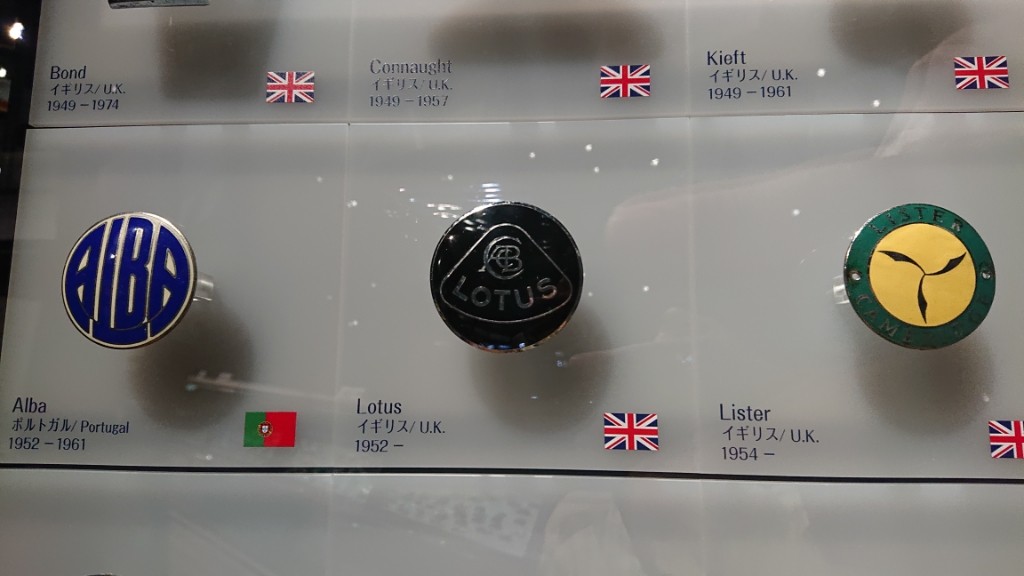 Bond
イギリス/ U.K.
1949 – 1974
Connaught
イギリス/ U.K.
1949 – 1957
Kieft
イギリス/ U.K.
1949 – 1961
ALBA
LOTUS
LISTER
Alba
ポルトガル/ Portugal
1952 – 1961
Lotus
イギリス/ U.K.
1952 –
Lister
イギリス/ U.K.
1954 –